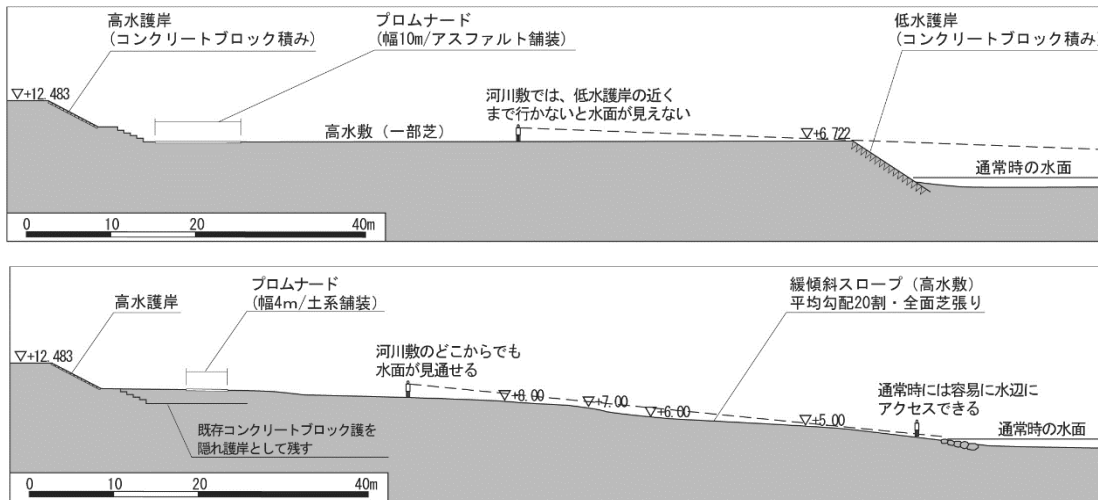 高水護岸
(コンクリートブロック積み)
プロムナード
(幅10m/アスファルト舗装)
低水護岸
(コンクリートブロック積み)
▽+12.483
河川敷では、低水護岸の近く
まで行かないと水面が見えない
高水敷(一部芝)
▽+6.722
通常時の水面
0 10 20 40m
高水護岸
プロムナード
(幅4m/土系舗装)
緩傾斜スロープ(高水敷)
平均勾配20割・全面芝張り
▽+12.483
河川敷のどこからでも
水面が見通せる
▽+8.00
▽+7.00
▽+6.00
▽+5.00
通常時には容易に水辺に
アクセスできる
通常時の水面
既存コンクリートブロック護を
隠れ護岸として残す
0 10 20 40m